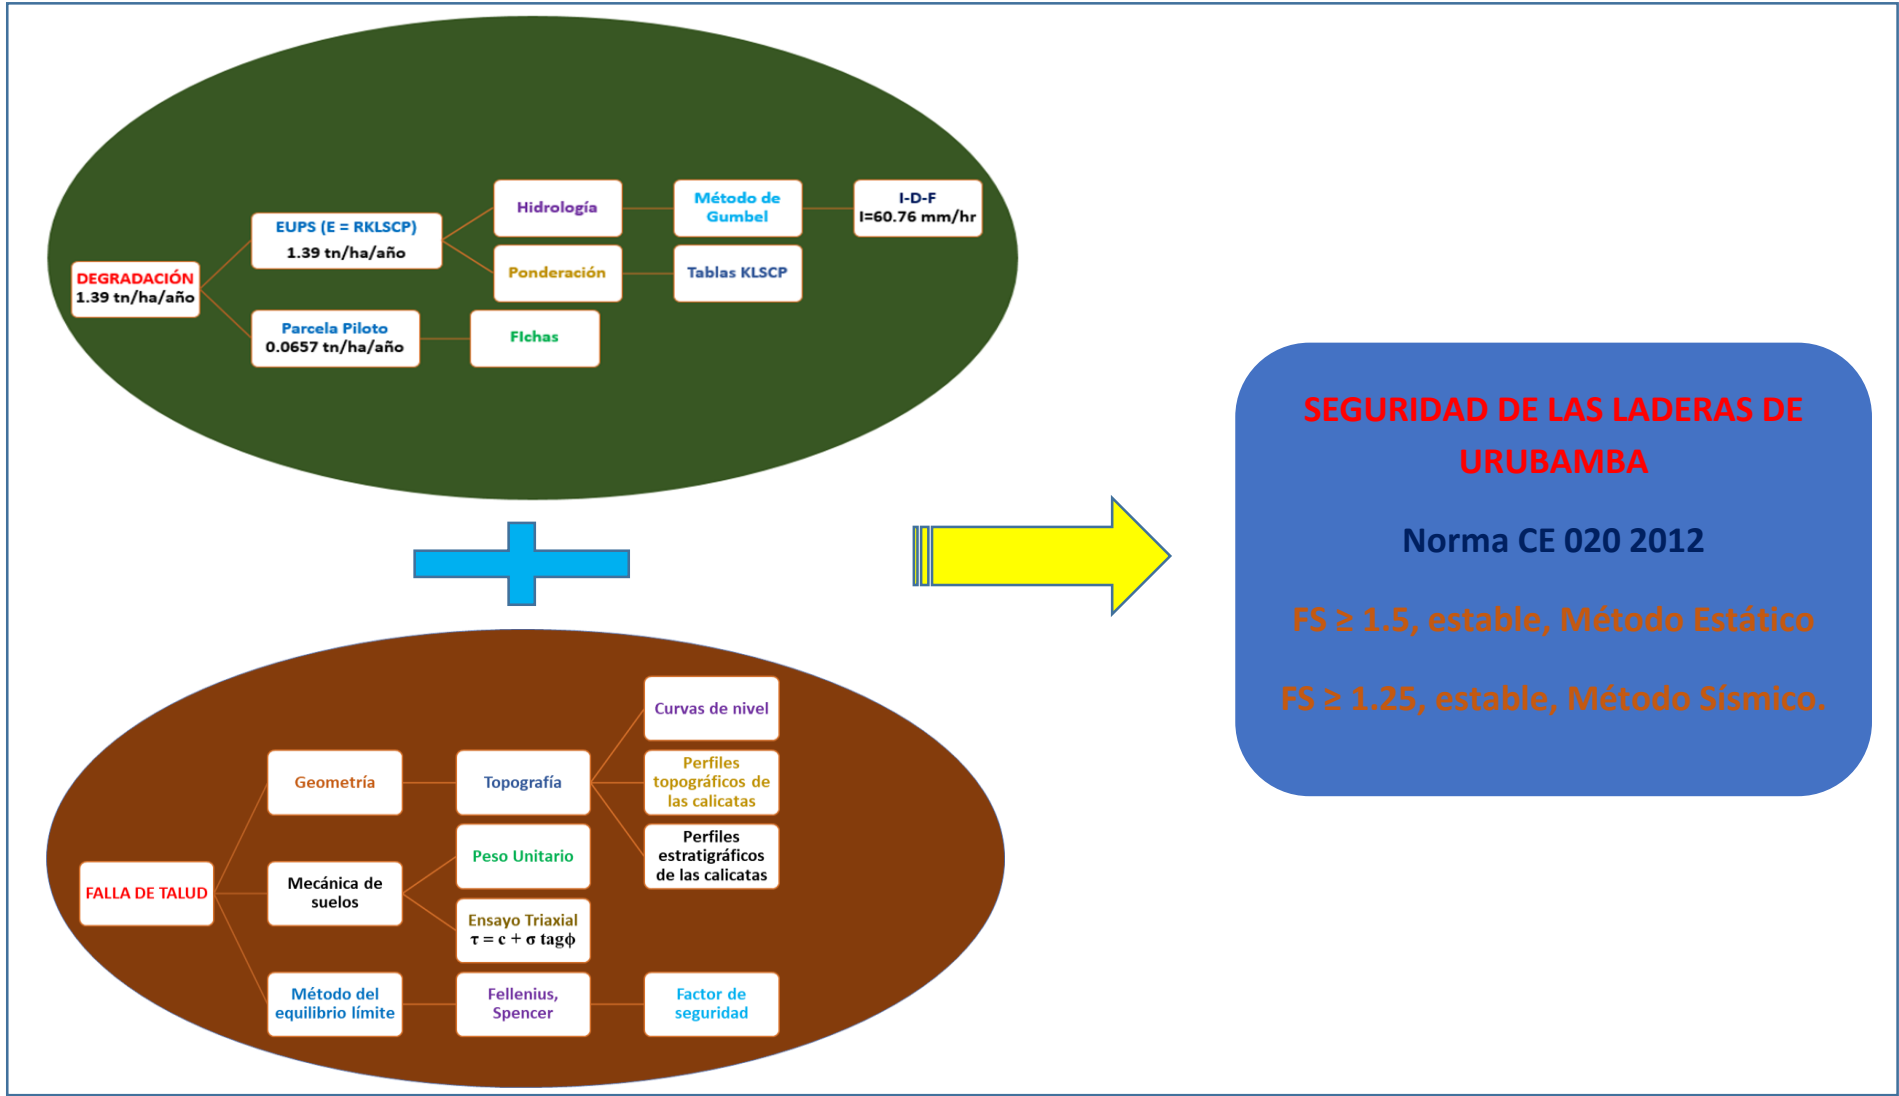 DEGRADACIÓN
1.39 tn/ha/año
EUPS (E = RKLSCP)
1.39 tn/ha/año
Hidrología
Método de
Gumbel
I-D-F
I=60.76 mm/hr
Ponderación
Tablas KLSCP
Parcela Piloto
0.0657 tn/ha/año
FIchas
FALLA DE TALUD
Geometría
Topografía
Curvas de nivel
Perfiles
topográficos de
las calicatas
Perfiles
estratigráficos
de las calicatas
Mecánica de
suelos
Peso Unitario
Ensayo Triaxial
τ = c + σ tagϕ
Método del
equilibrio límite
Fellenius,
Spencer
Factor de
seguridad
SEGURIDAD DE LAS LADERAS DE
URUBAMBA
Norma CE 020 2012
FS ≥ 1.5, estable, Método Estático
FS ≥ 1.25, estable, Método Sísmico.